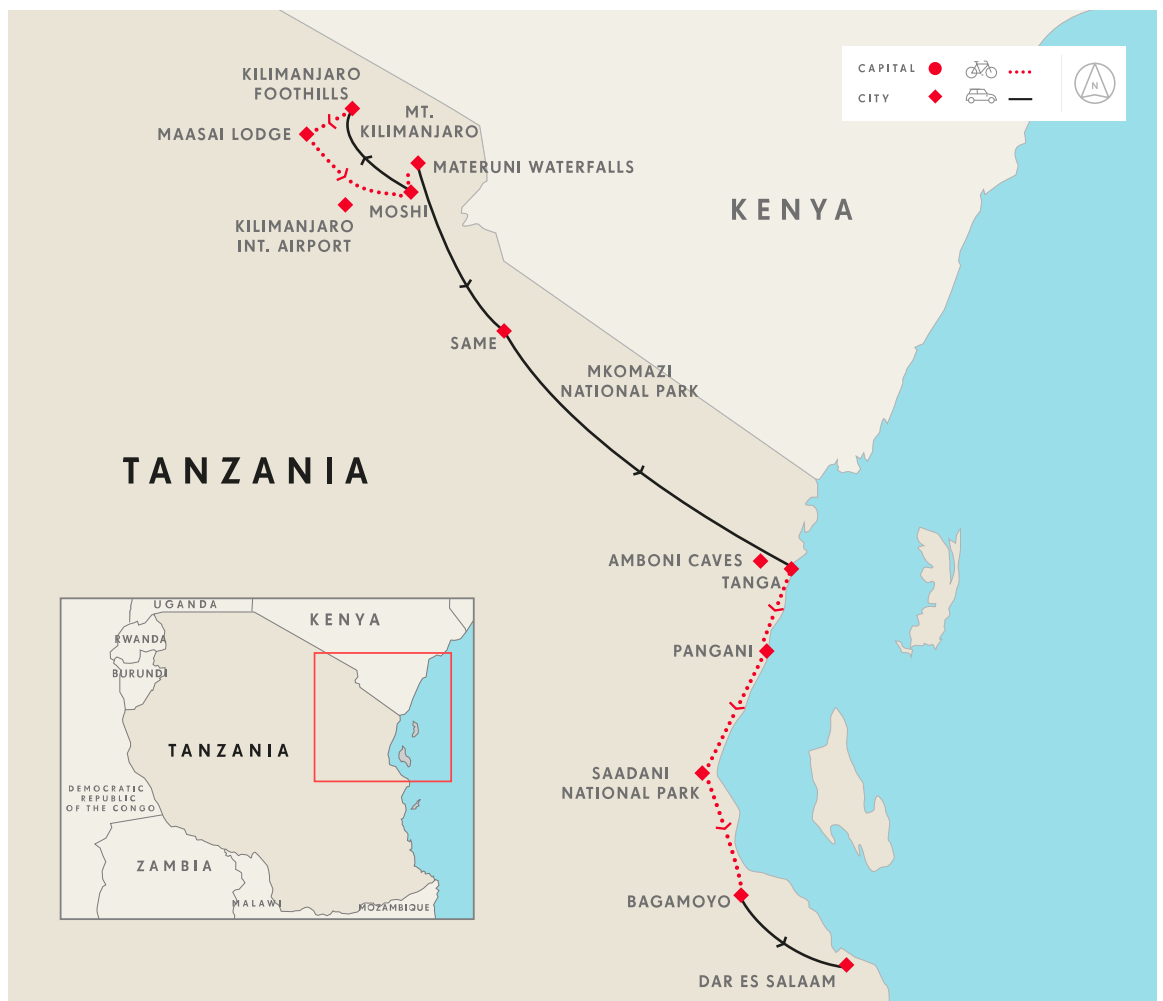 CAPITAL
CITY
N
KILIMANJARO
FOOTHILLS
MAASAI LODGE
MT.
KILIMANJARO
MATERUNI WATERFALLS
MOSHI
KILIMANJARO
INT. AIRPORT
KENYA
SAME
MKOMAZI
NATIONAL PARK
TANZANIA
AMBONI CAVES
TANGA
PANGANI
SAADANI
NATIONAL PARK
BAGAMOYO
DAR ES SALAAM
UGANDA
KENYA
RWANDA
BURUNDI
TANZANIA
DEMOCRATIC
REPUBLIC
OF THE CONGO
ZAMBIA
MALAWI
MOZAMBIQUE